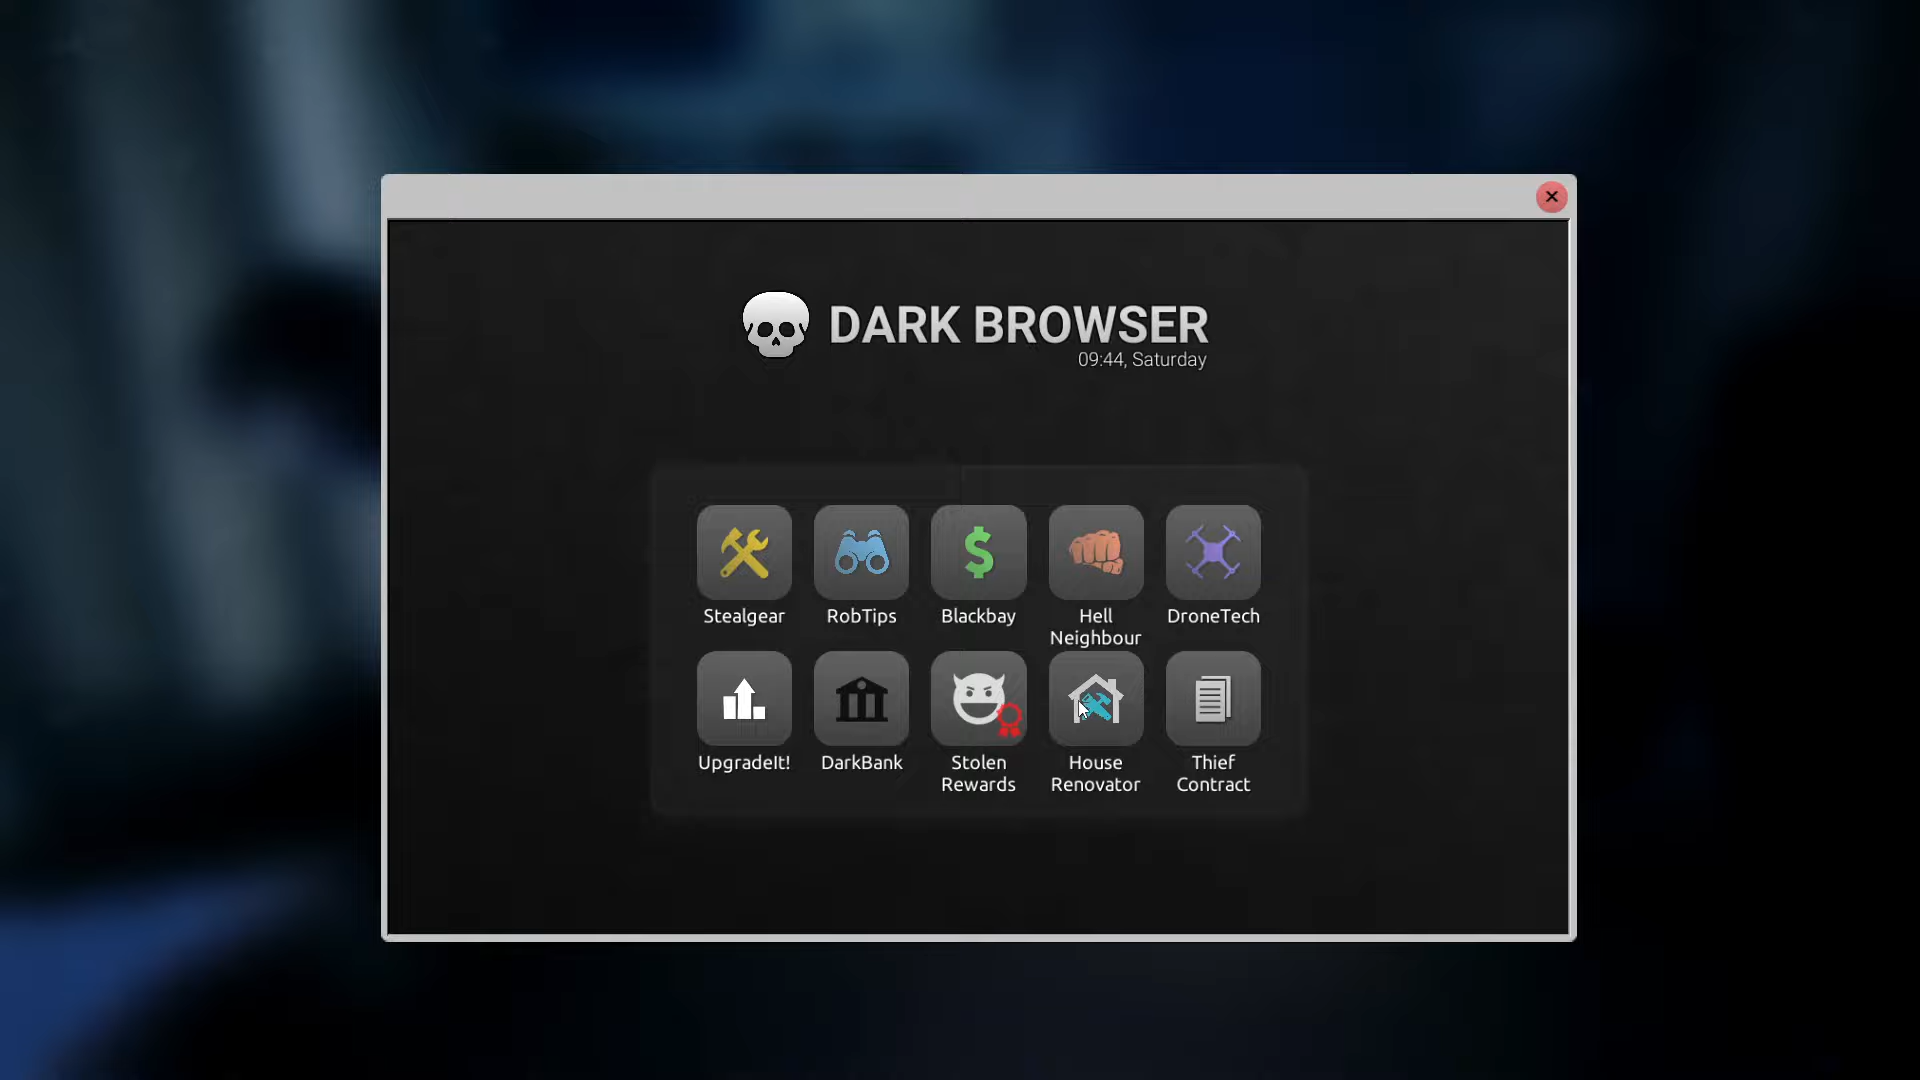 DARK BROWSER
09:44, Saturday
Stealgear
RobTips
Blackbay
Hell
Neighbour
DroneTech
UpgradeIt!
DarkBank
Stolen
Rewards
House
Renovator
Thief
Contract